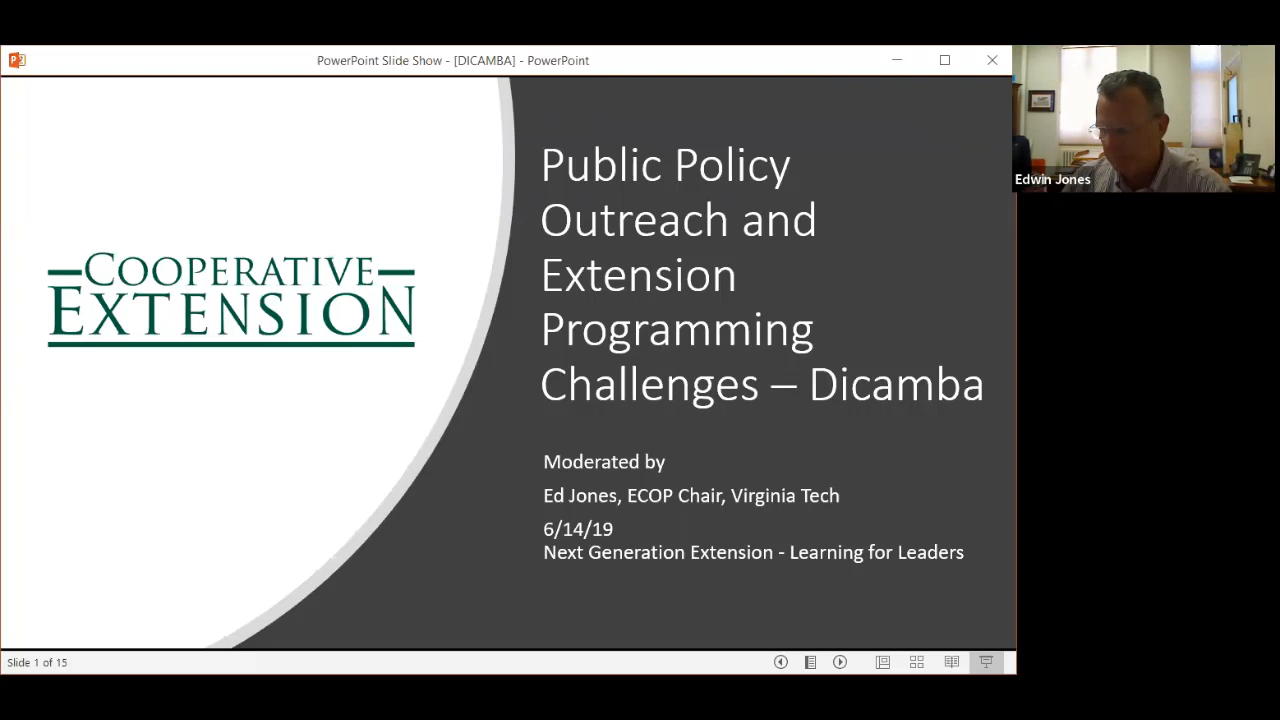 PowerPoint Slide Show - [DICAMBA] - PowerPoint
COOPERATIVE
EXTENSION
Public Policy
Outreach and
Extension
Programming
Challenges – Dicamba
Moderated by
Ed Jones, ECOP Chair, Virginia Tech
6/14/19
Next Generation Extension - Learning for Leaders
Edwin Jones
Slide 1 of 15